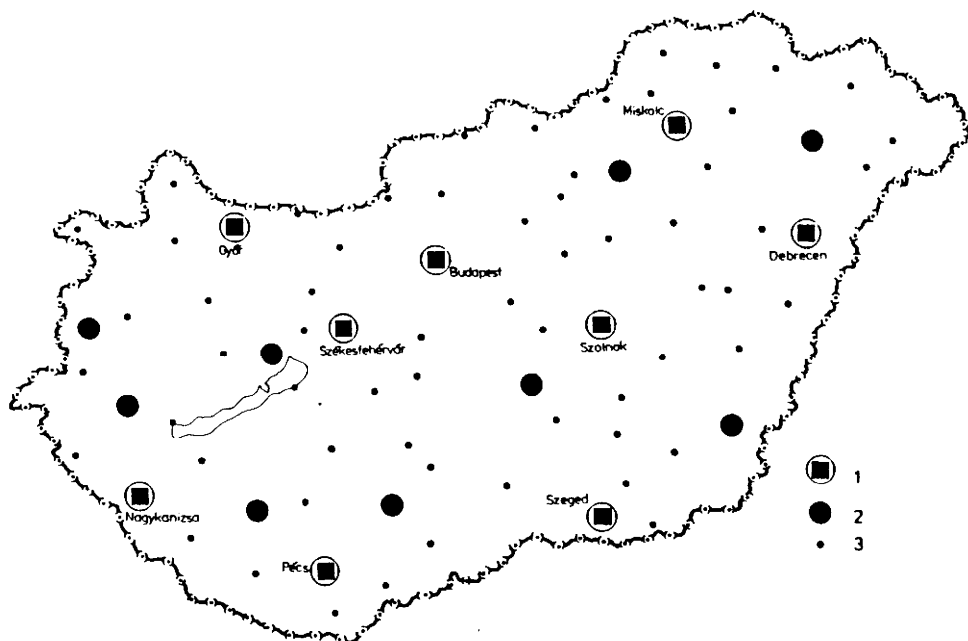 Miskolc
Győr
Budapest
Debrecen
Székesfehérvár
Szolnok
Nagykanizsa
Szeged
Pécs
1
2
3